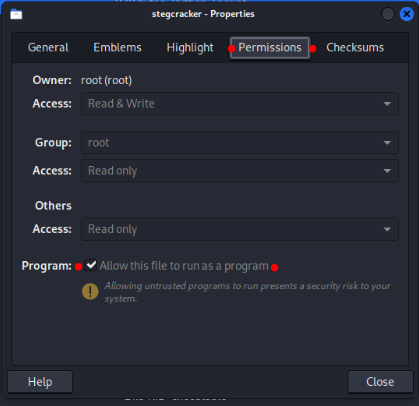 stegcracker - Properties
General Emblems Highlight Permissions Checksums
Owner: root (root)
Access: Read & Write
Group: root
Access: Read only
Others
Access: Read only
Program: Allow this file to run as a program
Allowing untrusted programs to run presents a security risk to your
system.
Help Close